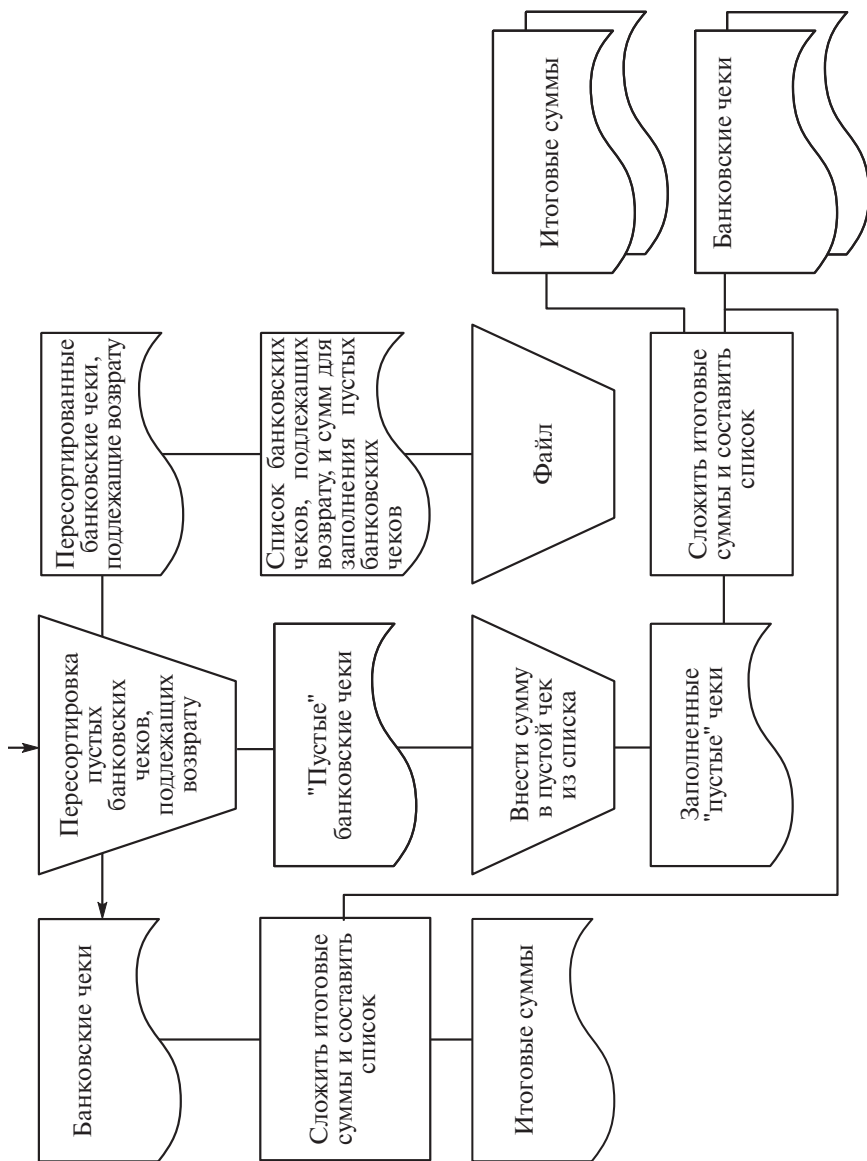 Пересортировка
пустых
банковских
чеков,
подлежащих
возврату
Банковские чеки
Сложить итоговые
суммы и составить
список
Итоговые суммы
"Пустые"
банковские чеки
Внести сумму
в пустой чек
из списка
Заполненные
"пустые" чеки
Пересортированные
банковские чеки,
подлежащие возврату
Список банковских
чеков, подлежащих
возврату, и сумм для
заполнения пустых
банковских
чеков
Файл
Сложить итоговые
суммы и составить
список
Итоговые суммы
Банковские чеки